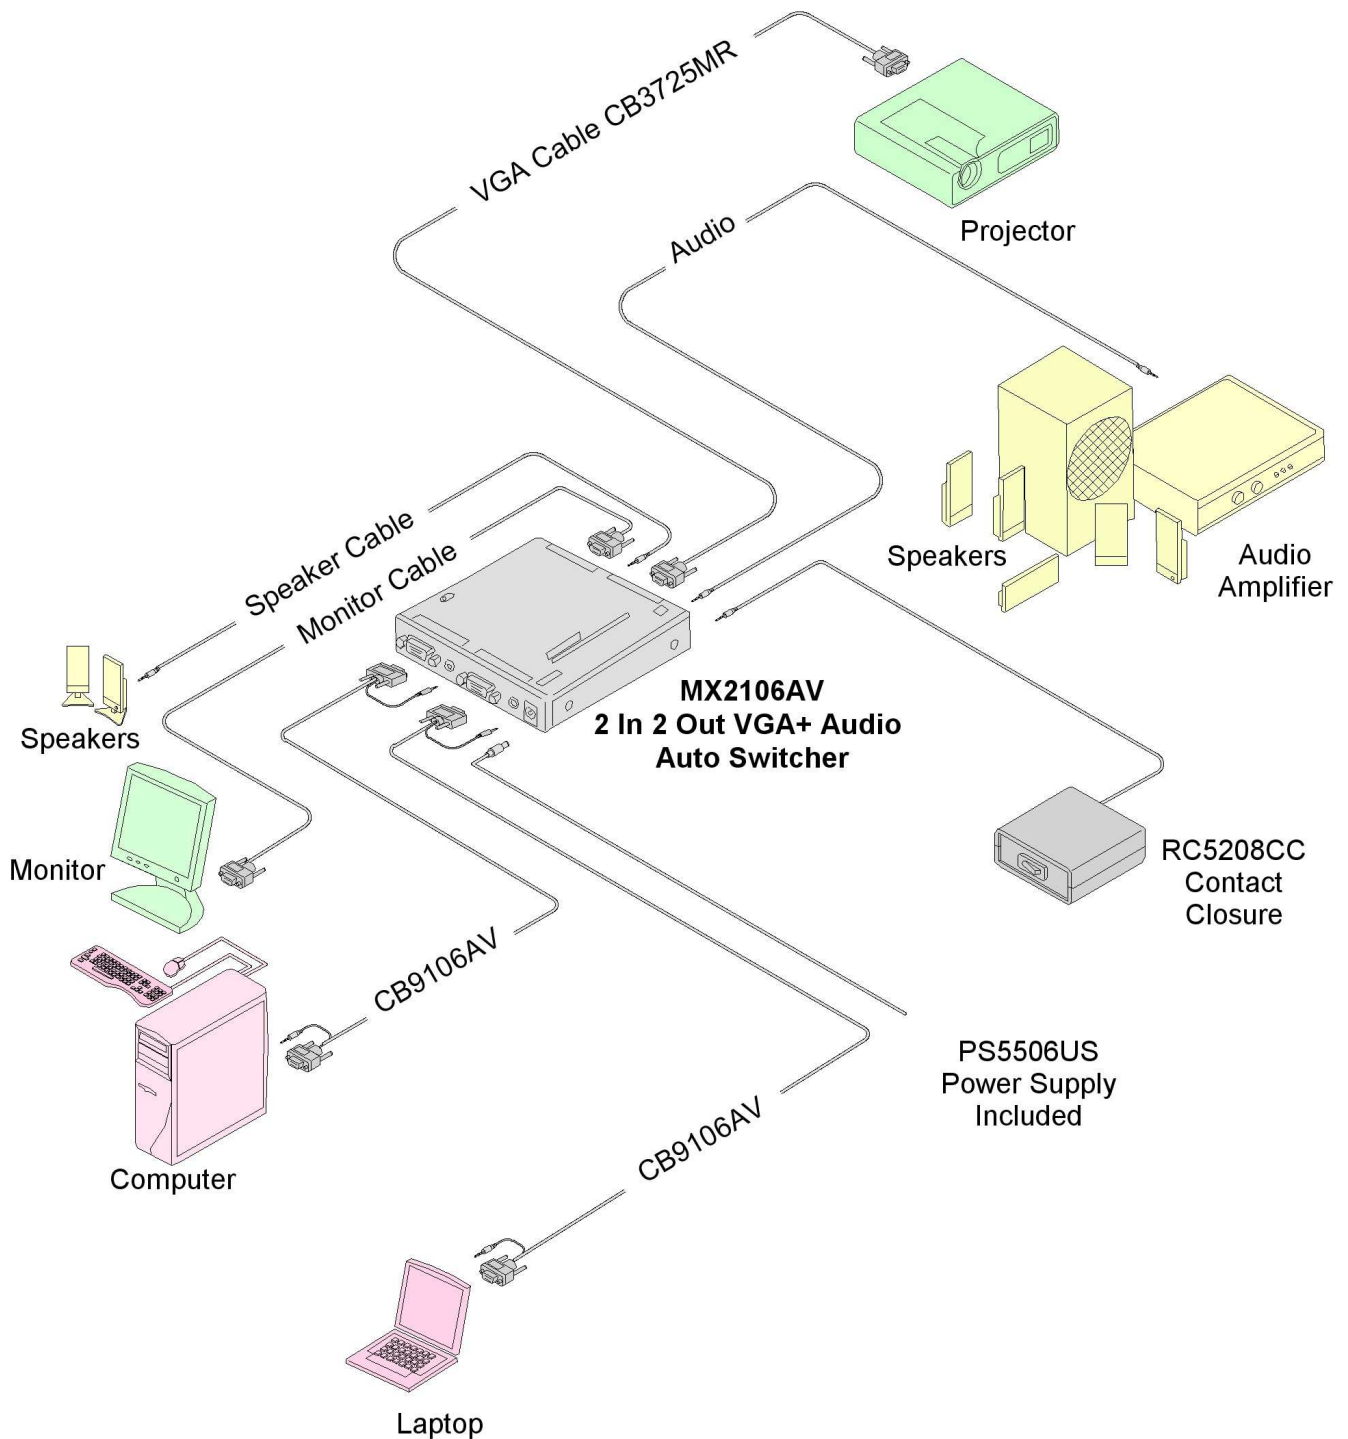 VGA Cable CB3725MR
Projector
Audio
Speakers
Audio
Amplifier
Speaker Cable
Monitor Cable
MX2106AV
2 In 2 Out VGA+ Audio
Auto Switcher
Speakers
Monitor
RC5208CC
Contact
Closure
CB9106AV
PS5506US
Power Supply
Included
CB9106AV
Computer
Laptop